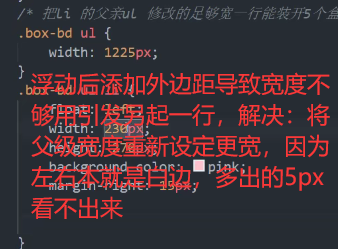 /* 把li 的父亲ul 修改的足够宽一行能装开5个盒
.box-bd ul {
width: 1225px;
}
浮动后添加外边距导致宽度不
.box-bd ul li {
float: left;
够用引发另起一行，解决：将
width: 230px;
父级宽度重新设定更宽，因为
background-color: pink;
左右本就是白边，多出的5px
margin-right: 15px;
看不出来
}